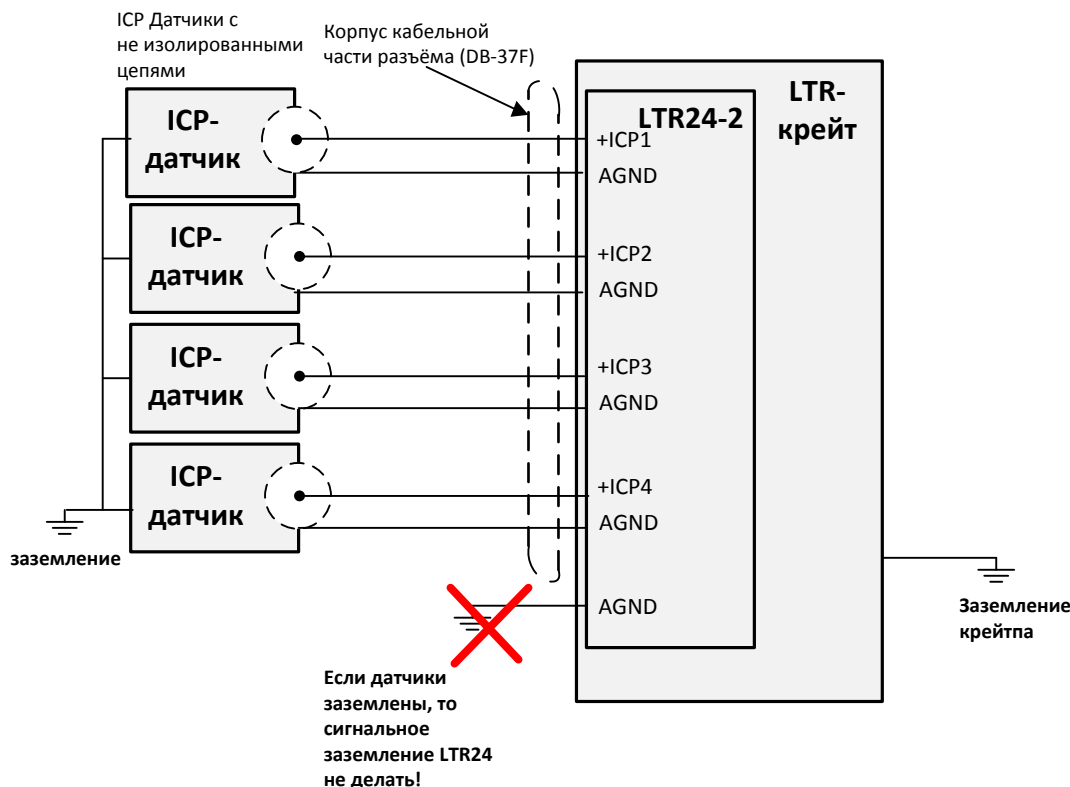 ICP Датчики с
не изолированными
цепями
Корпус кабельной
части разъёма (DB-37F)
LTR-
крейт
LTR24-2
ICP-
датчик
+ICP1
AGND
ICP-
датчик
+ICP2
AGND
ICP-
датчик
+ICP3
AGND
ICP-
датчик
+ICP4
AGND
заземление
AGND
Заземление
крейтпа
Если датчики
заземлены, то
сигнальное
заземление LTR24
не делать!